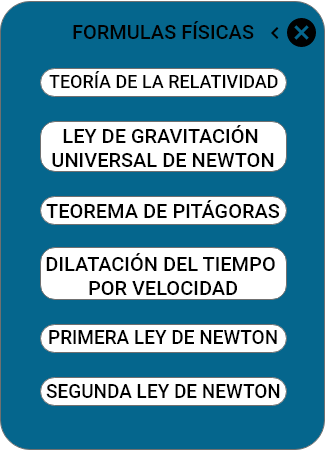 FORMULAS FÍSICAS
TEORÍA DE LA RELATIVIDAD
LEY DE GRAVITACIÓN
UNIVERSAL DE NEWTON
TEOREMA DE PITÁGORAS
DILATACIÓN DEL TIEMPO
POR VELOCIDAD
PRIMERA LEY DE NEWTON
SEGUNDA LEY DE NEWTON